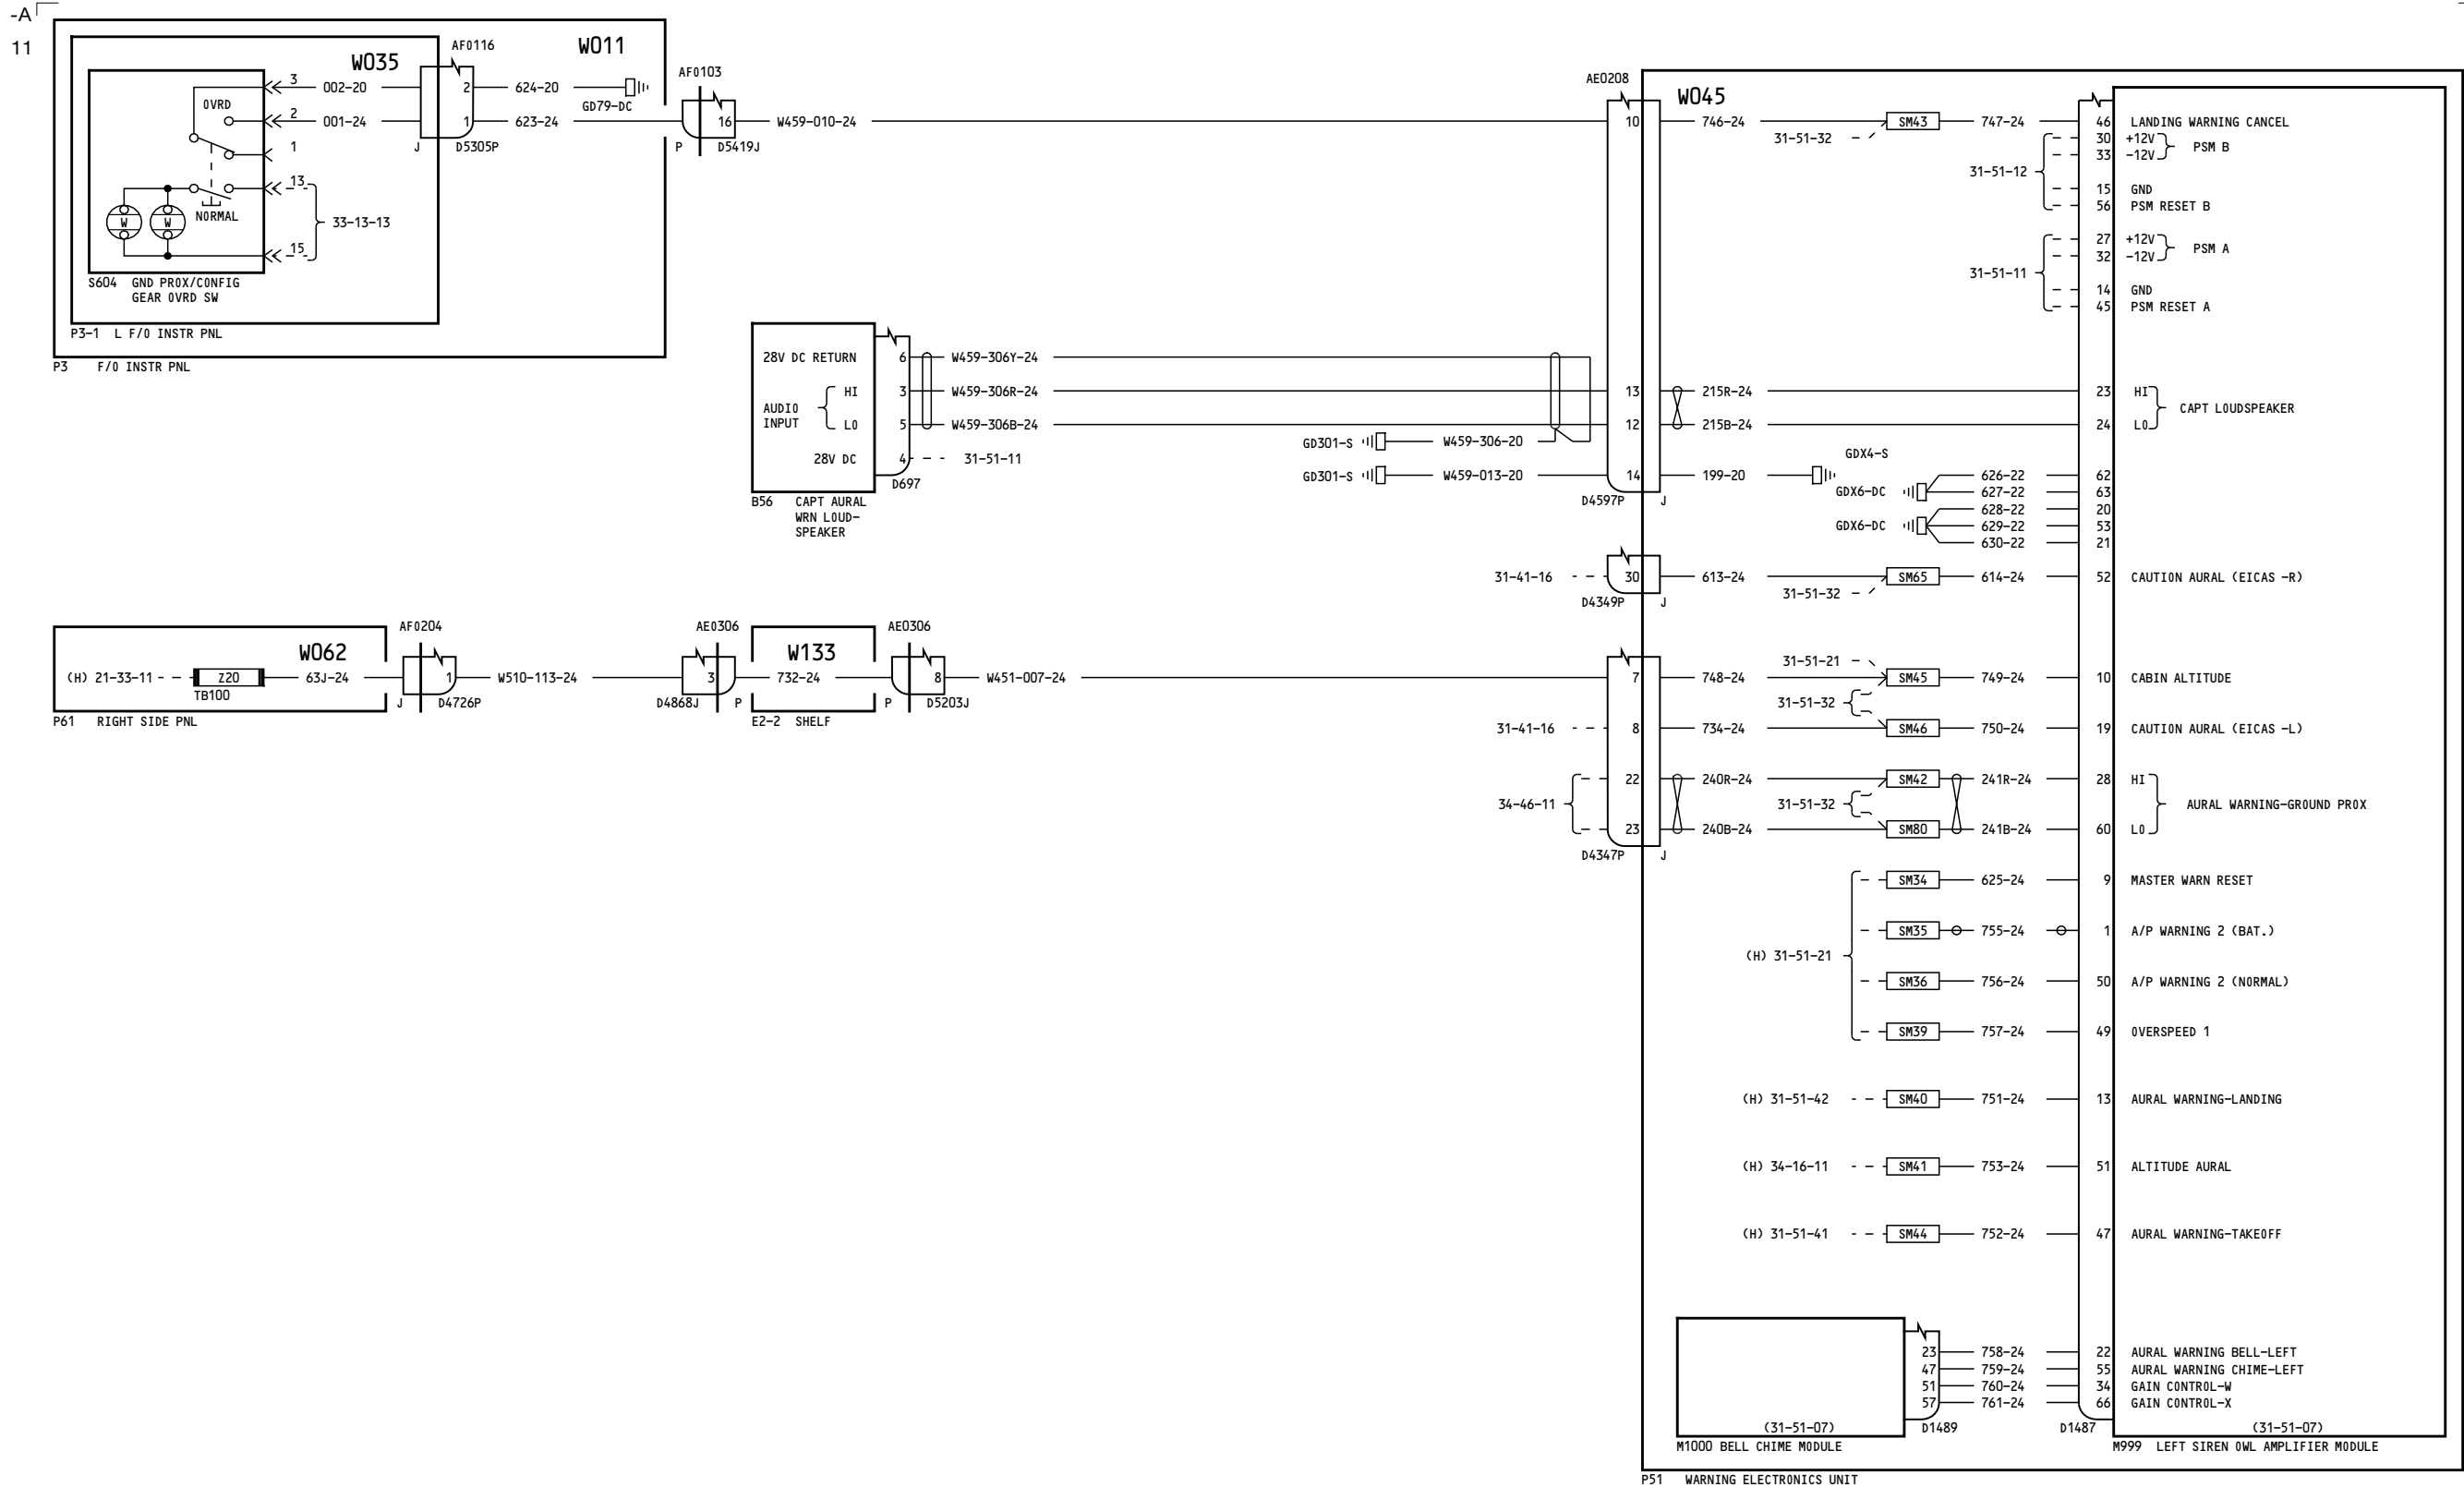 -A
11
W011
W035
AF0116
AF0103
AE0208
W045
3 002-20 2 624-20
GD79-DC
OVRD
2 001-24 1 623-24 16 W459-010-24 10 746-24 SM43 747-24 46 LANDING WARNING CANCEL
31-51-32
J D5305P P D5419J
1
30 +12V
33 -12V
PSM B
31-51-12
15 GND
56 PSM RESET B
13
NORMAL
W W
33-13-13
15
27 +12V
32 -12V
PSM A
31-51-11
14 GND
45 PSM RESET A
S604 GND PROX/CONFIG
GEAR OVRD SW
P3-1 L F/O INSTR PNL
P3 F/O INSTR PNL
28V DC RETURN 6 W459-306Y-24
AUDIO
INPUT
HI 3 W459-306R-24 13 215R-24 23 HI
LO 5 W459-306B-24 12 215B-24 24 LO
CAPT LOUDSPEAKER
GD301-S W459-306-20
28V DC 4 31-51-11
GD301-S W459-013-20 14 199-20
GDX4-S
D697
B56 CAPT AURAL
WRN LOUD-
SPEAKER
D4597P J
GDX6-DC
626-22 62
627-22 63
GDX6-DC
628-22 20
629-22 53
630-22 21
31-41-16 30 613-24 SM65 614-24 52 CAUTION AURAL (EICAS -R)
31-51-32
D4349P J
AF0204
AE0306
AE0306
W062
W133
(H) 21-33-11 Z20 63J-24 1 W510-113-24 3 732-24 8 W451-007-24 7 748-24 SM45 749-24 10 CABIN ALTITUDE
31-51-21
TB100
J D4726P D4868J P P D5203J
P61 RIGHT SIDE PNL
E2-2 SHELF
31-51-32
31-41-16 8 734-24 SM46 750-24 19 CAUTION AURAL (EICAS -L)
22 240R-24 SM42 241R-24 28 HI
34-46-11
31-51-32
AURAL WARNING-GROUND PROX
23 240B-24 SM80 241B-24 60 LO
D4347P J
SM34 625-24 9 MASTER WARN RESET
SM35 755-24 1 A/P WARNING 2 (BAT.)
(H) 31-51-21
SM36 756-24 50 A/P WARNING 2 (NORMAL)
SM39 757-24 49 OVERSPEED 1
(H) 31-51-42 SM40 751-24 13 AURAL WARNING-LANDING
(H) 34-16-11 SM41 753-24 51 ALTITUDE AURAL
(H) 31-51-41 SM44 752-24 47 AURAL WARNING-TAKEOFF
23 758-24 22 AURAL WARNING BELL-LEFT
47 759-24 55 AURAL WARNING CHIME-LEFT
51 760-24 34 GAIN CONTROL-W
57 761-24 66 GAIN CONTROL-X
(31-51-07) D1489 D1487 (31-51-07)
M1000 BELL CHIME MODULE
M999 LEFT SIREN OWL AMPLIFIER MODULE
P51 WARNING ELECTRONICS UNIT